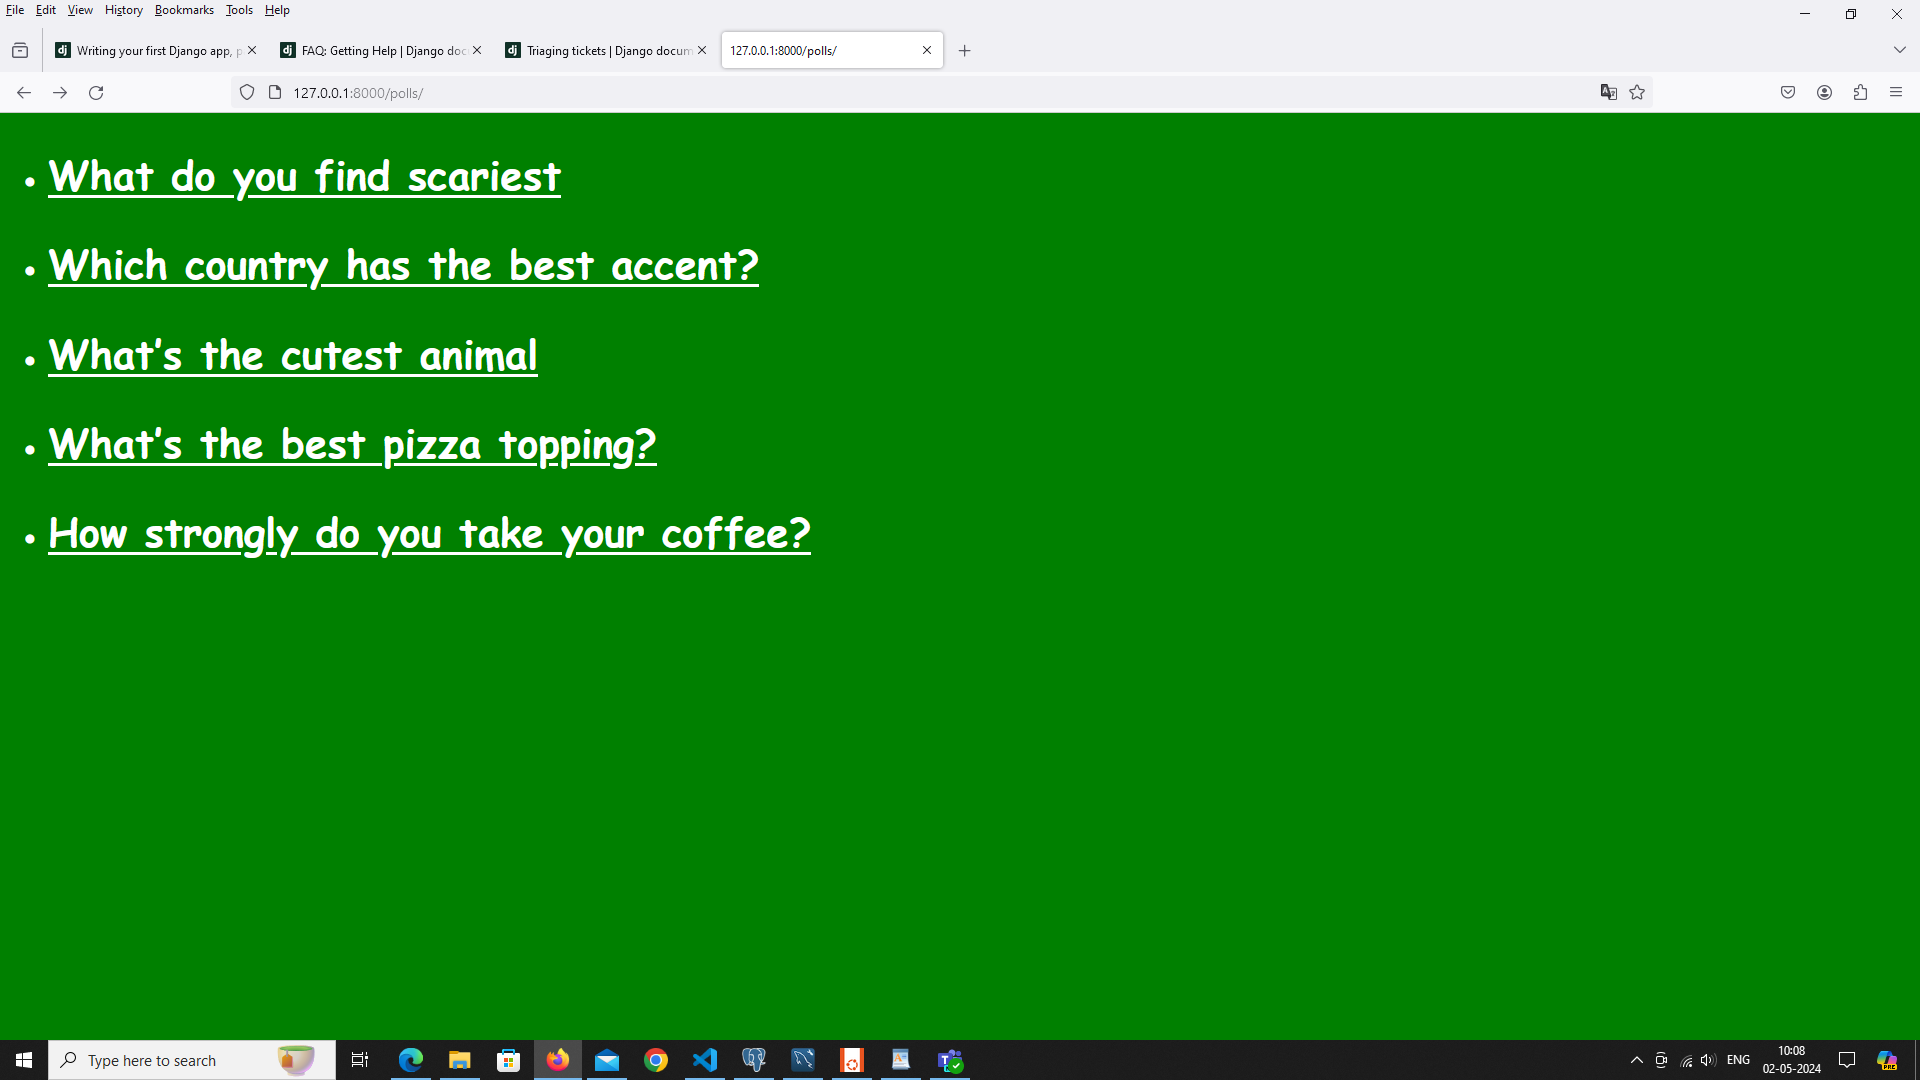 File Edit View History Bookmarks Tools Help
Writing your first Django app, p
FAQ: Getting Help | Django doc
Triaging tickets | Django docum
127.0.0.1:8000/polls/
127.0.0.1:8000/polls/
• What do you find scariest
• Which country has the best accent?
• What's the cutest animal
• What's the best pizza topping?
• How strongly do you take your coffee?
Type here to search
ENG
10:08
02-05-2024